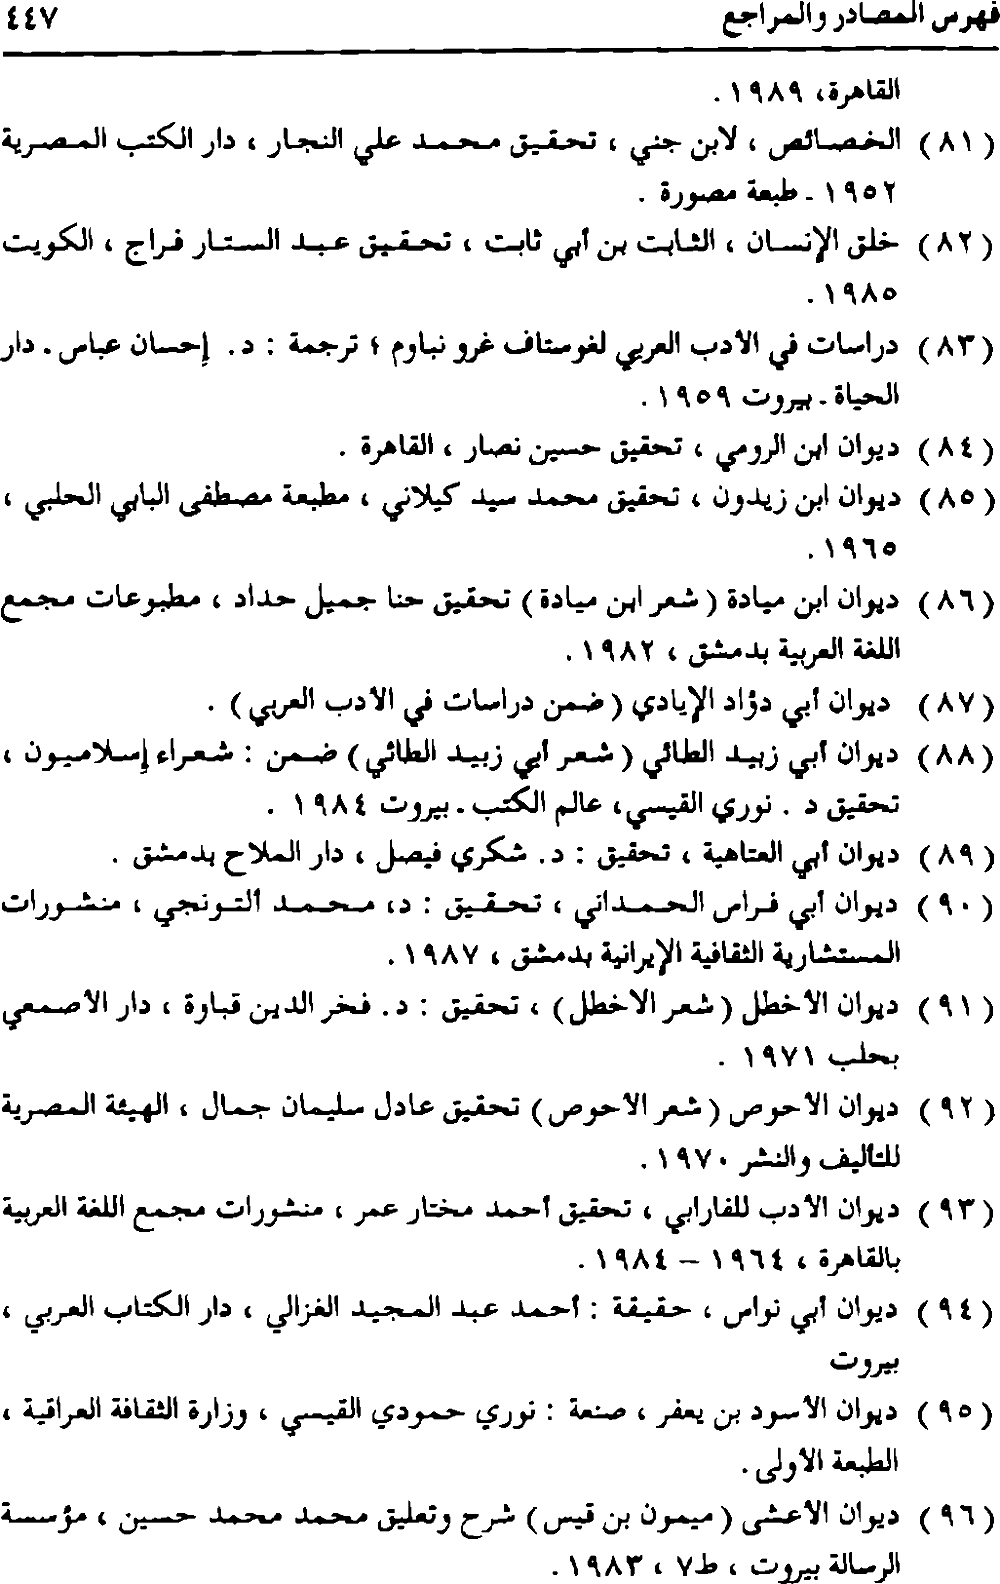 فهرس المصادر والمراجع ٤٤٧
القاهرة، ١٩٨٩ .
( ٨١ ) الخصائص ، لابن جني ، تحقيق محمد علي النجار ، دار الكتب المصرية
١٩٥٢ ـ طبعة مصورة .
( ٨٢ ) خلق الإنسان ، الثابت بن أبي ثابت ، تحقيق عبد الستار فراج ، الكويت
١٩٨٥ .
( ٨٣ ) دراسات في الأدب العربي لغوستاف غرو نباوم ؛ ترجمة : د. إحسان عباس . دار
الحياة ـ بيروت ١٩٥٩ .
( ٨٤ ) ديوان ابن الرومي ، تحقيق حسين نصار ، القاهرة .
( ٨٥ ) ديوان ابن زيدون ، تحقيق محمد سيد كيلاني ، مطبعة مصطفى البابي الحلبي ،
١٩٦٥ .
( ٨٦ ) ديوان ابن ميادة ( شعر ابن ميادة ) تحقيق حنا جميل حداد ، مطبوعات مجمع
اللغة العربية بدمشق ، ١٩٨٢ .
( ٨٧ ) ديوان أبي دؤاد الإيادي ( ضمن دراسات في الأدب العربي ) .
( ٨٨ ) ديوان أبي زبيد الطائي ( شعر أبي زبيد الطائي ) ضمن : شعراء إسلاميون ،
تحقيق د . نوري القيسي، عالم الكتب ـ بيروت ١٩٨٤ .
( ٨٩ ) ديوان أبي العتاهية ، تحقيق : د. شكري فيصل ، دار الملاح بدمشق .
( ٩٠ ) ديوان أبي فراس الحمداني ، تحقيق : د، محمد ألتونجي ، منشورات
المستشارية الثقافية الإيرانية بدمشق ، ١٩٨٧ .
( ٩١ ) ديوان الأخطل ( شعر الاخطل ) ، تحقيق : د. فخر الدين قباوة ، دار الأصمعي
بحلب ١٩٧١ .
( ٩٢ ) ديوان الأحوص ( شعر الأحوص ) تحقيق عادل سليمان جمال ، الهيئة المصرية
للتأليف والنشر ١٩٧٠ .
( ٩٣ ) ديوان الأدب للفارابي ، تحقيق أحمد مختار عمر ، منشورات مجمع اللغة العربية
بالقاهرة ، ١٩٦٤ – ١٩٨٤ .
( ٩٤ ) ديوان أبي نواس ، حقيقة : أحمد عبد المجيد الغزالي ، دار الكتاب العربي ،
بيروت
( ٩٥ ) ديوان الأسود بن يعفر ، صنعة : نوري حمودي القيسي ، وزارة الثقافة العراقية ،
الطبعة الأولى .
( ٩٦ ) ديوان الأعشى ( ميمون بن قيس ) شرح وتعليق محمد محمد حسين ، مؤسسة
الرسالة بيروت ، ط٧ ، ١٩٨٣ .